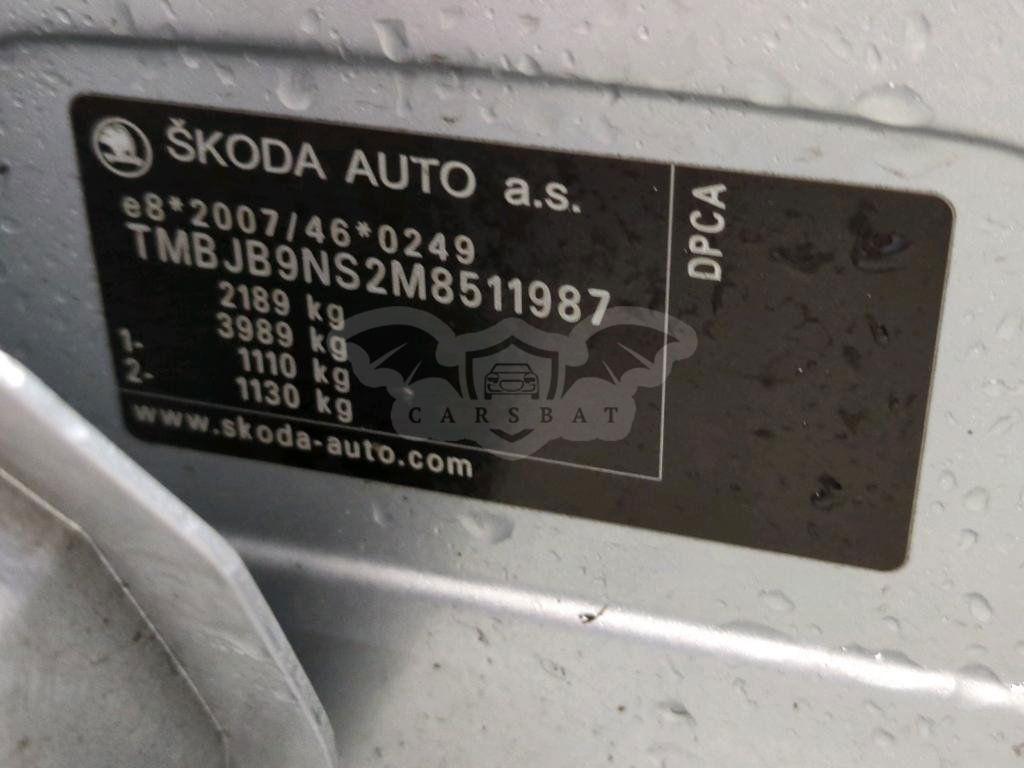 ŠKODA AUTO a.s.
e8*2007/46*0249
TMBJB9NS2M8511987
2189 kg
3989 kg
1- 1110 kg
2- 1130 kg
www.skoda-auto.com
DPCA
CARSBAT